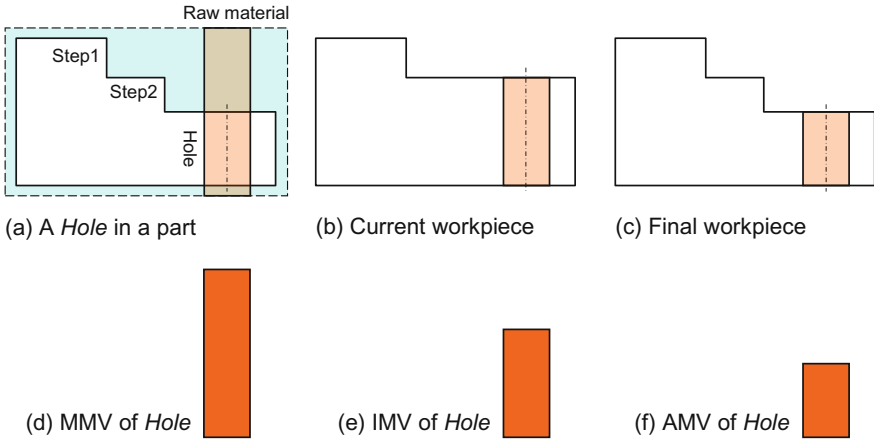 Raw material
Step1
Step2
Hole
(a) A Hole in a part
(b) Current workpiece
(c) Final workpiece
(d) MMV of Hole
(e) IMV of Hole
(f) AMV of Hole